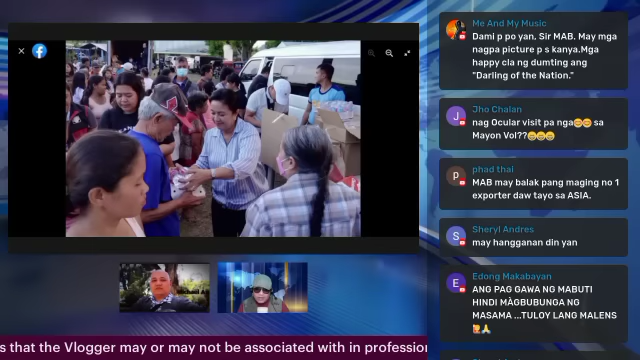 Me And My Music
Dami p po yan, Sir MAB. May mga
nagpa picture p s kanya.Mga
happy cla ng dumting ang
"Darling of the Nation."
Jho Chalan
nag Ocular visit pa nga😊😊 sa
Mayon Vol??😄😄😄
phad thai
MAB may balak pang maging no 1
exporter daw tayo sa ASIA.
Sheryl Andres
may hangganan din yan
Edong Makabayan
ANG PAG GAWA NG MABUTI
HINDI MAGBUBUNGA NG
MASAMA ...TULOY LANG MALENS
🙋🙏
s that the Vlogger may or may not be associated with in profession